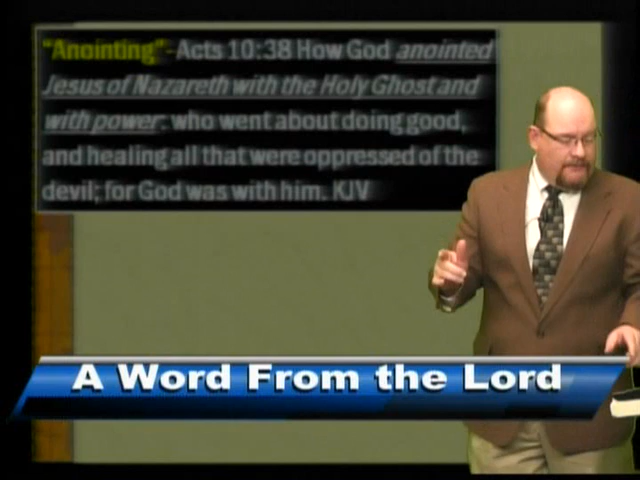 "Anointing"-Acts 10:38 How God anointed
Jesus of Nazareth with the Holy Ghost and
with power: who went about doing good,
and healing all that were oppressed of the
devil; for God was with him. KJV
A Word From the Lord